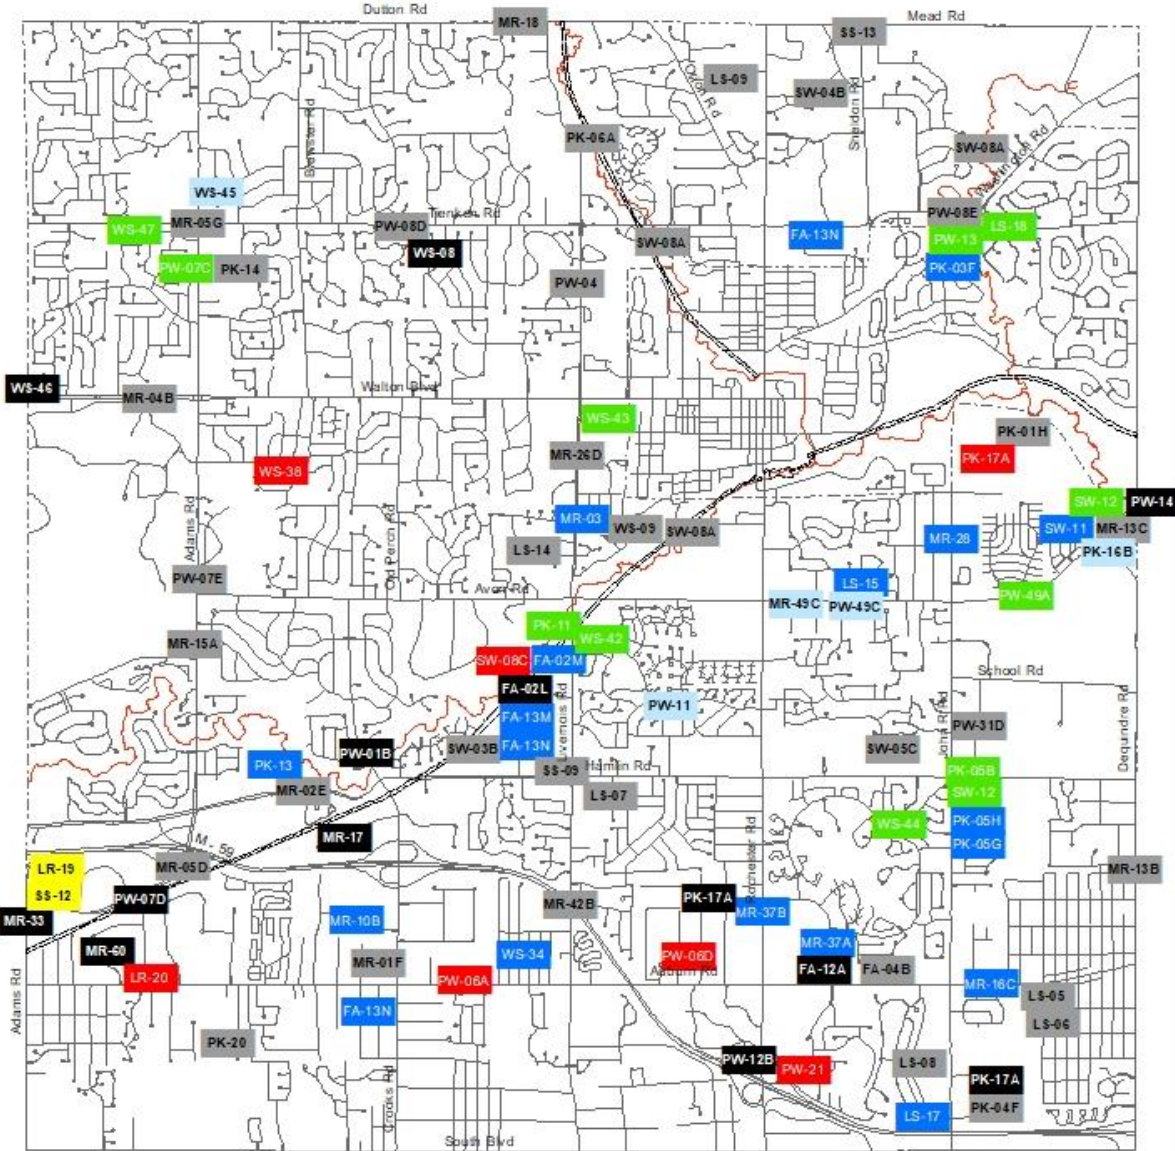 Dutton Rd
Mead Rd
MR-18
SS-13
LS-09
Orion Rd
SW-04B
Sheldon Rd
Brewster Rd
PK-06A
SW-08A
Washington Rd
WS-45
MR-05G
WS-47
PW-08D
Tienken Rd
WS-08
SW-08A
FA-13N
PW-08E
LS-18
PW-13
PK-03F
PW-07C
PK-14
PW-04
WS-46
MR-04B
Walton Blvd
WS-43
PK-01H
MR-26D
PK-17A
WS-38
SW-12
PW-14
Adams Rd
Old Perch Rd
MR-03
WS-09
SW-08A
MR-28
SW-11
MR-13C
LS-14
PK-16B
PW-07E
Avon Rd
LS-15
MR-49C
PW-49C
PW-49A
PK-11
WS-42
MR-15A
SW-08C
FA-02M
School Rd
FA-02L
Livernois Rd
PW-11
FA-13M
PW-31D
John R Rd
Dequindre Rd
PW-01B
SW-03B
FA-13N
SW-05C
PK-13
SS-09
Hamlin Rd
PK-05B
MR-02E
LS-07
SW-12
M-59
MR-17
WS-44
PK-05H
PK-05G
Rochester Rd
LR-19
MR-05D
MR-13B
SS-12
PW-07D
MR-42B
PK-17A
MR-37B
MR-33
MR-10B
MR-60
WS-34
PW-06D
MR-37A
LR-20
MR-01F
PW-06A
Auburn Rd
FA-12A
FA-04B
Adams Rd
MR-16C
LS-05
FA-13N
LS-06
PK-20
PW-12B
PW-21
LS-08
Crooks Rd
PK-17A
PK-04F
LS-17
South Blvd